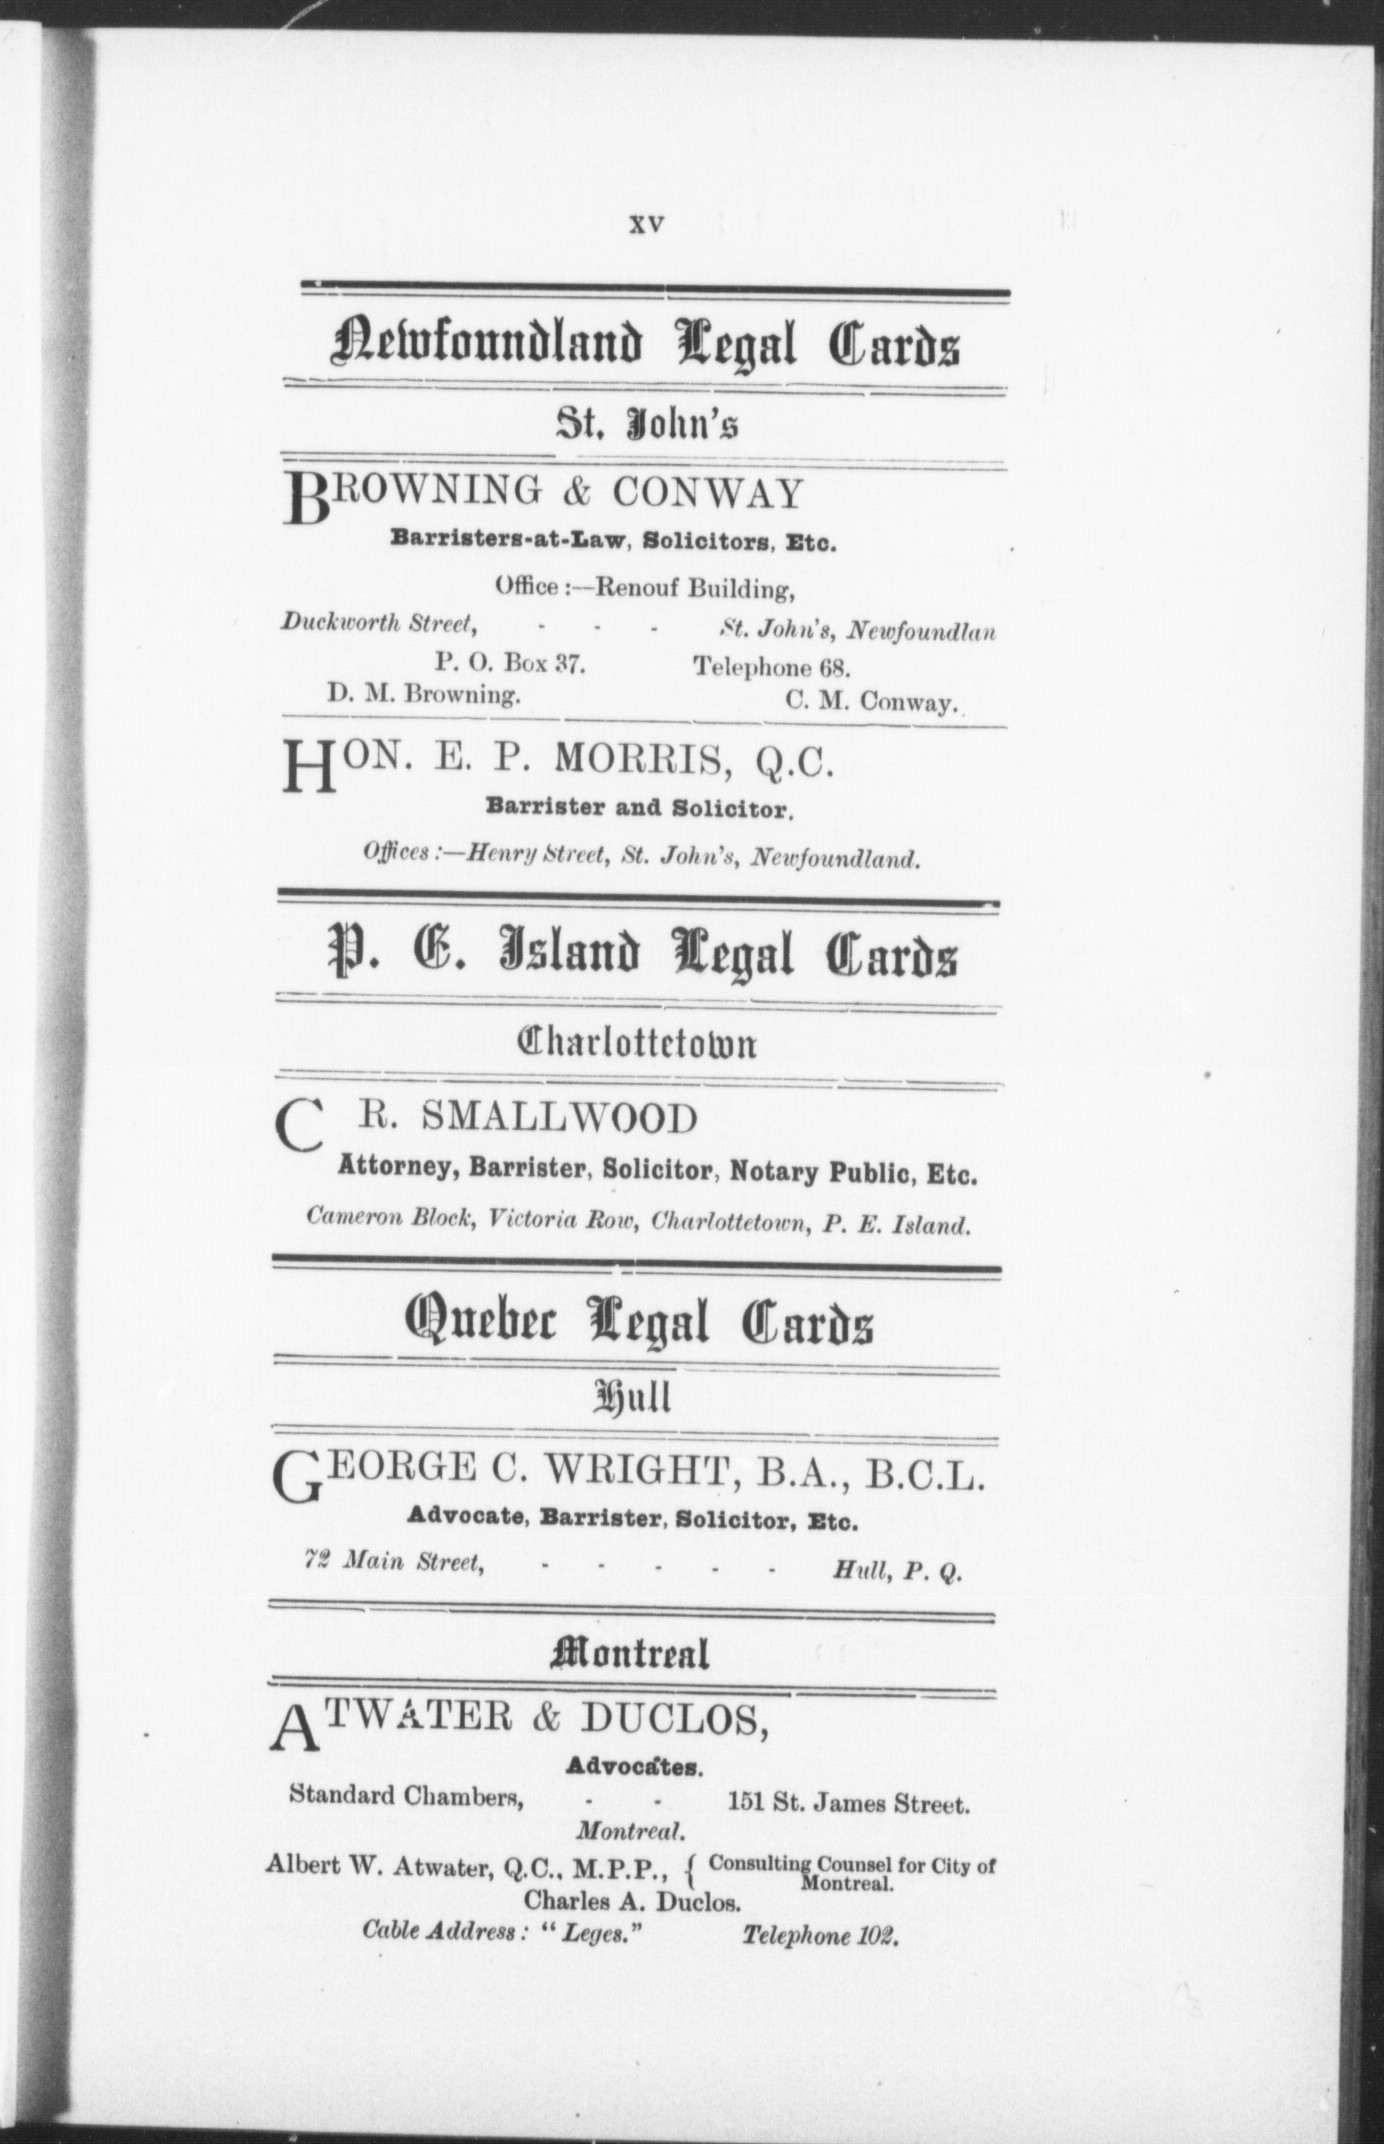 xv
Newfoundland Legal Cards
St. John's
BROWNING & CONWAY
Barristers-at-Law, Solicitors, Etc.
Office :—Renouf Building,
Duckworth Street, - - - St. John's, Newfoundlan
P. O. Box 37. Telephone 68.
D. M. Browning. C. M. Conway.
HON. E. P. MORRIS, Q.C.
Barrister and Solicitor.
Offices :—Henry Street, St. John's, Newfoundland.
P. E. Island Legal Cards
Charlottetown
C R. SMALLWOOD
Attorney, Barrister, Solicitor, Notary Public, Etc.
Cameron Block, Victoria Row, Charlottetown, P. E. Island.
Quebec Legal Cards
Hull
GEORGE C. WRIGHT, B.A., B.C.L.
Advocate, Barrister, Solicitor, Etc.
72 Main Street, - - - - - Hull, P. Q.
Montreal
ATWATER & DUCLOS,
Advocates.
Standard Chambers, - - 151 St. James Street.
Montreal.
Albert W. Atwater, Q.C., M.P.P., { Consulting Counsel for City of
Montreal.
Charles A. Duclos.
Cable Address : "Leges." Telephone 102.